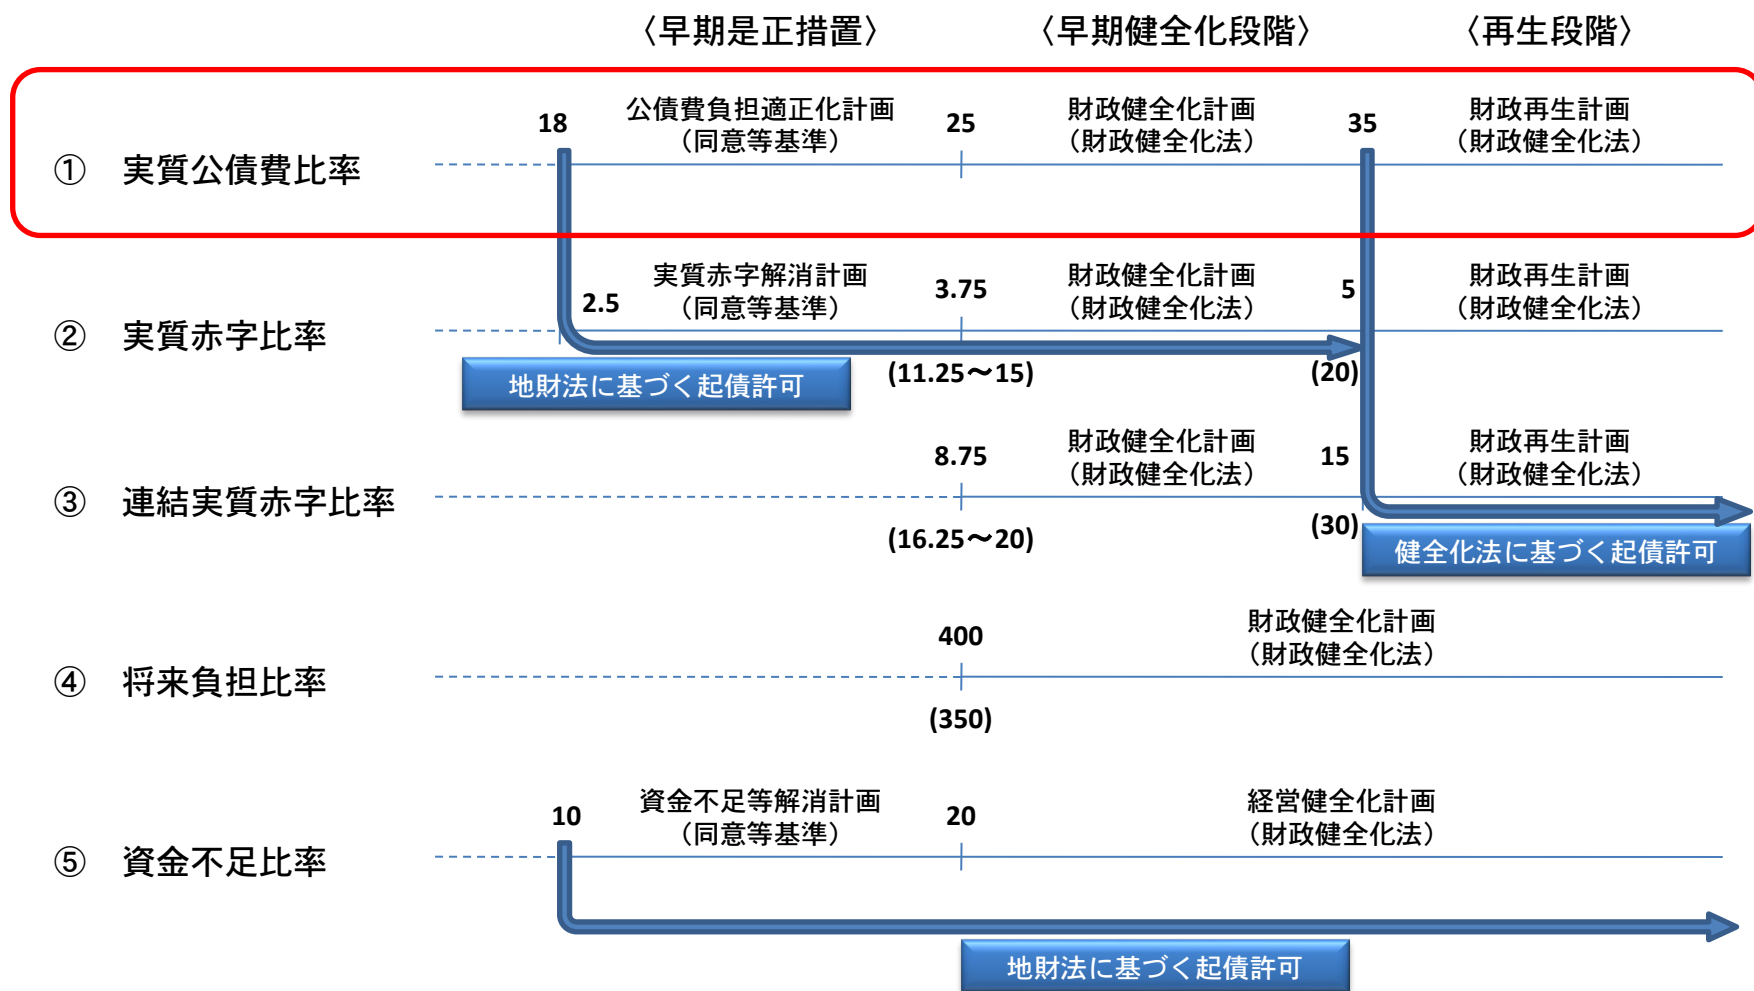 〈早期是正措置〉 〈早期健全化段階〉 〈再生段階〉
18 公債費負担適正化計画 25 財政健全化計画 35 財政再生計画
（同意等基準） （財政健全化法） （財政健全化法）
① 実質公債費比率
2.5 実質赤字解消計画 3.75 財政健全化計画 5 財政再生計画
（同意等基準） （財政健全化法） （財政健全化法）
② 実質赤字比率
(11.25～15) (20)
地財法に基づく起債許可
8.75 財政健全化計画 15 財政再生計画
（財政健全化法） （財政健全化法）
③ 連結実質赤字比率
(16.25～20) (30)
健全化法に基づく起債許可
400 財政健全化計画
（財政健全化法）
④ 将来負担比率
(350)
10 資金不足等解消計画 20 経営健全化計画
（同意等基準） （財政健全化法）
⑤ 資金不足比率
地財法に基づく起債許可